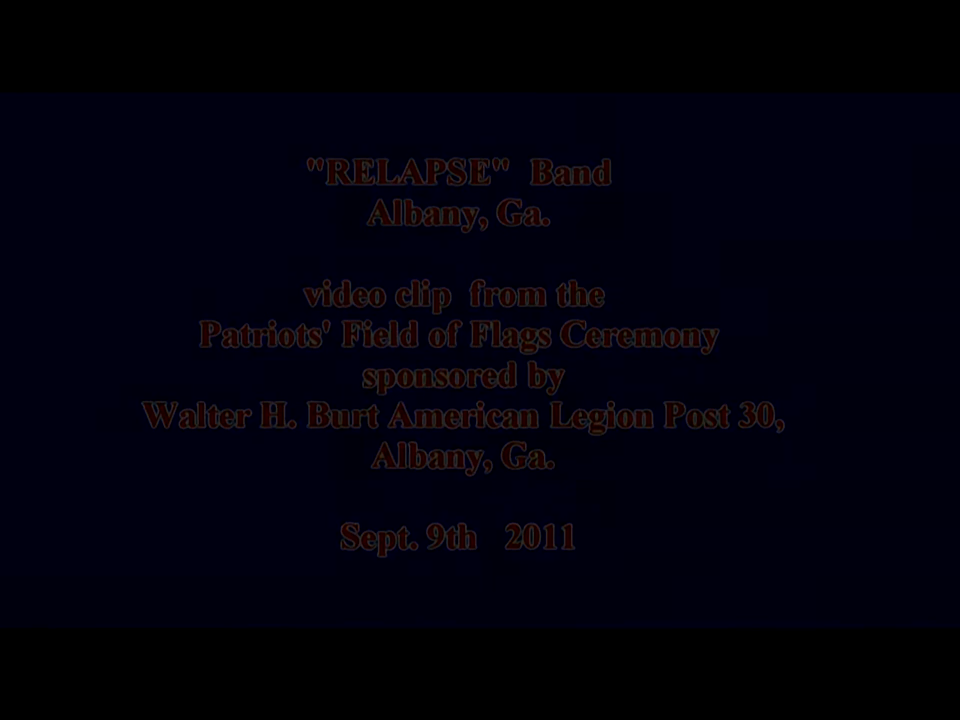 "RELAPSE" Band
Albany, Ga.
video clip from the
Patriots' Field of Flags Ceremony
sponsored by
Walter H. Burt American Legion Post 30,
Albany, Ga.
Sept. 9th 2011